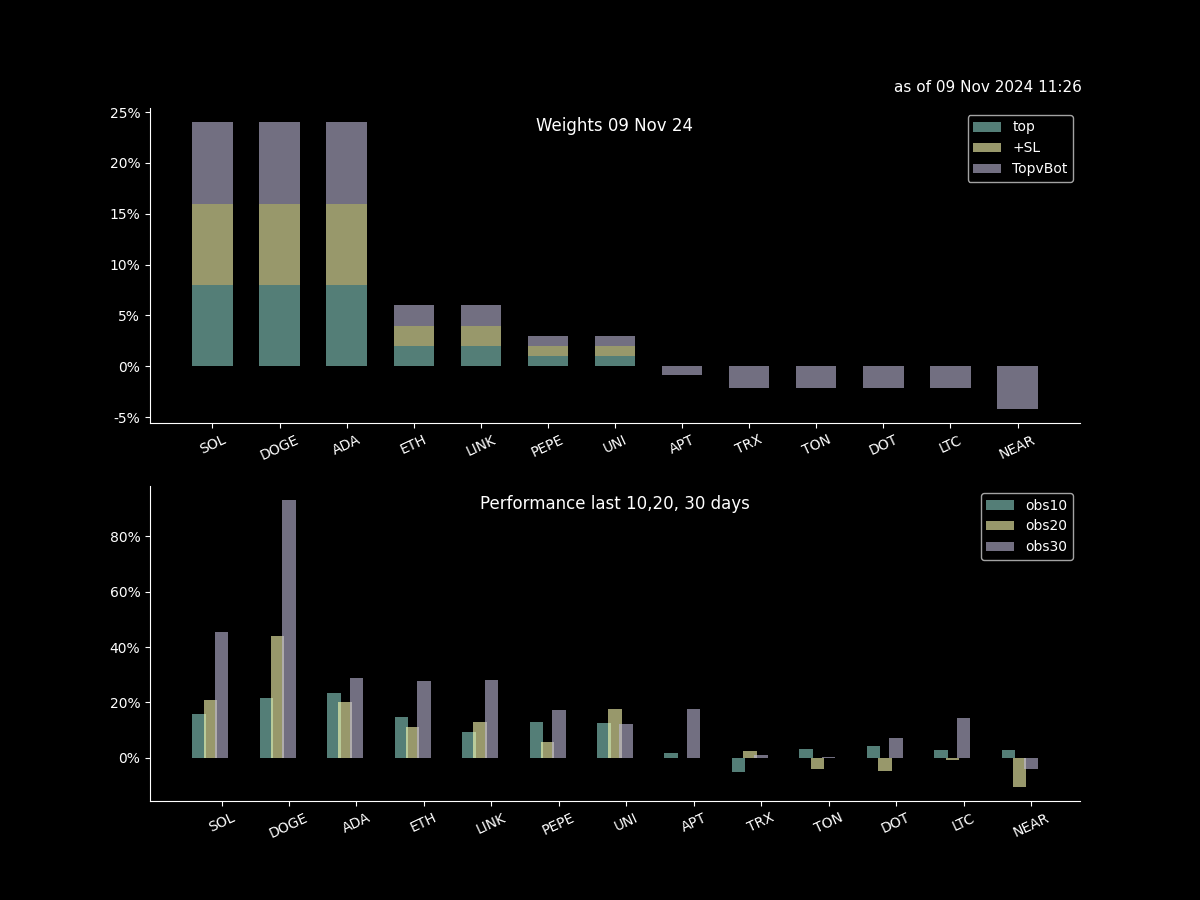 as of 09 Nov 2024 11:26
Weights 09 Nov 24
25%
20%
15%
10%
5%
0%
-5%
top
+SL
TopvBot
SOL DOGE ADA ETH LINK PEPE UNI APT TRX TON DOT LTC NEAR
Performance last 10,20, 30 days
80%
60%
40%
20%
0%
obs10
obs20
obs30
SOL DOGE ADA ETH LINK PEPE UNI APT TRX TON DOT LTC NEAR